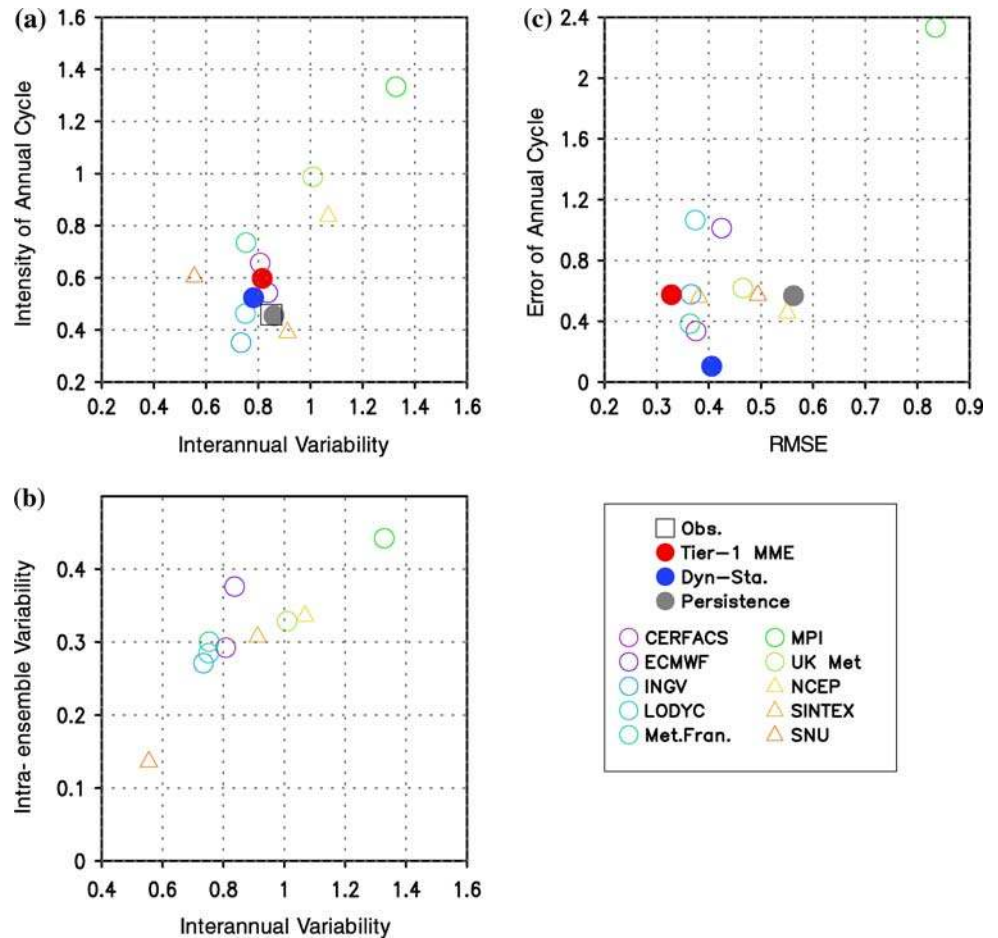 (a)
Intensity of Annual Cycle
1.6
1.4
1.2
1
0.8
0.6
0.4
0.2
0.2 0.4 0.6 0.8 1 1.2 1.4 1.6
Interannual Variability
(c)
Error of Annual Cycle
2.4
2
1.6
1.2
0.8
0.4
0
0.2 0.3 0.4 0.5 0.6 0.7 0.8 0.9
RMSE
(b)
Intra- ensemble Variability
0.4
0.3
0.2
0.1
0
0.4 0.6 0.8 1 1.2 1.4 1.6
Interannual Variability
Obs.
Tier-1 MME
Dyn-Sta.
Persistence
CERFACS
ECMWF
INGV
LODYC
Met.Fran.
MPI
UK Met
NCEP
SINTEX
SNU